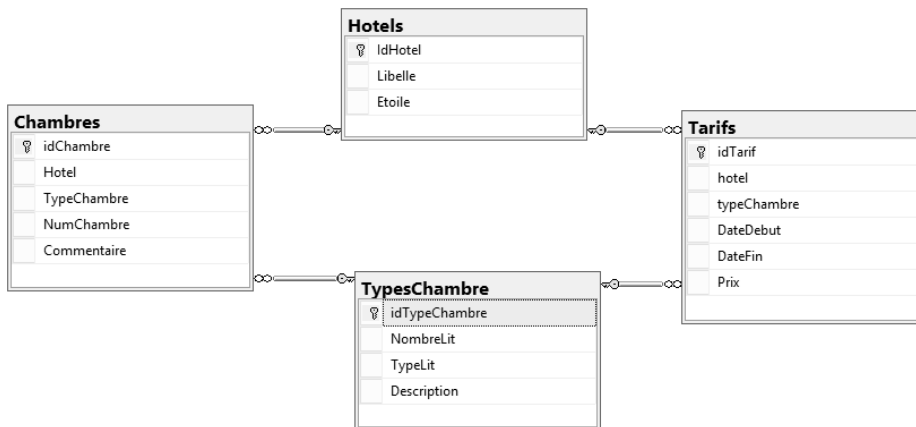 Hotels
IdHotel
Libelle
Etoile
Chambres
idChambre
Hotel
TypeChambre
NumChambre
Commentaire
Tarifs
idTarif
hotel
typeChambre
DateDebut
DateFin
Prix
TypesChambre
idTypeChambre
NombreLit
TypeLit
Description